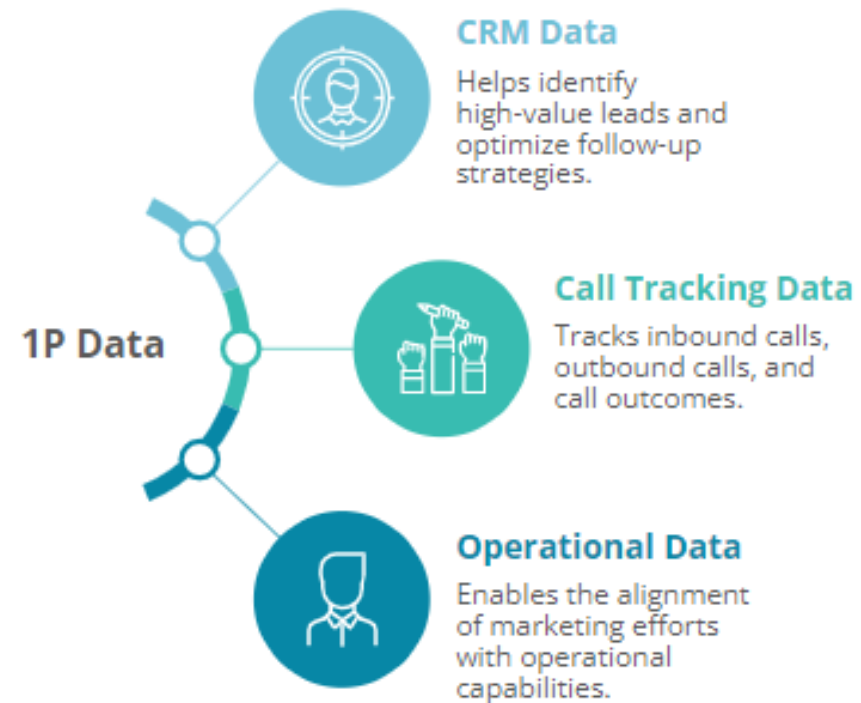 CRM Data
Helps identify
high-value leads and
optimize follow-up
strategies.
1P Data
Call Tracking Data
Tracks inbound calls,
outbound calls, and
call outcomes.
Operational Data
Enables the alignment
of marketing efforts
with operational
capabilities.